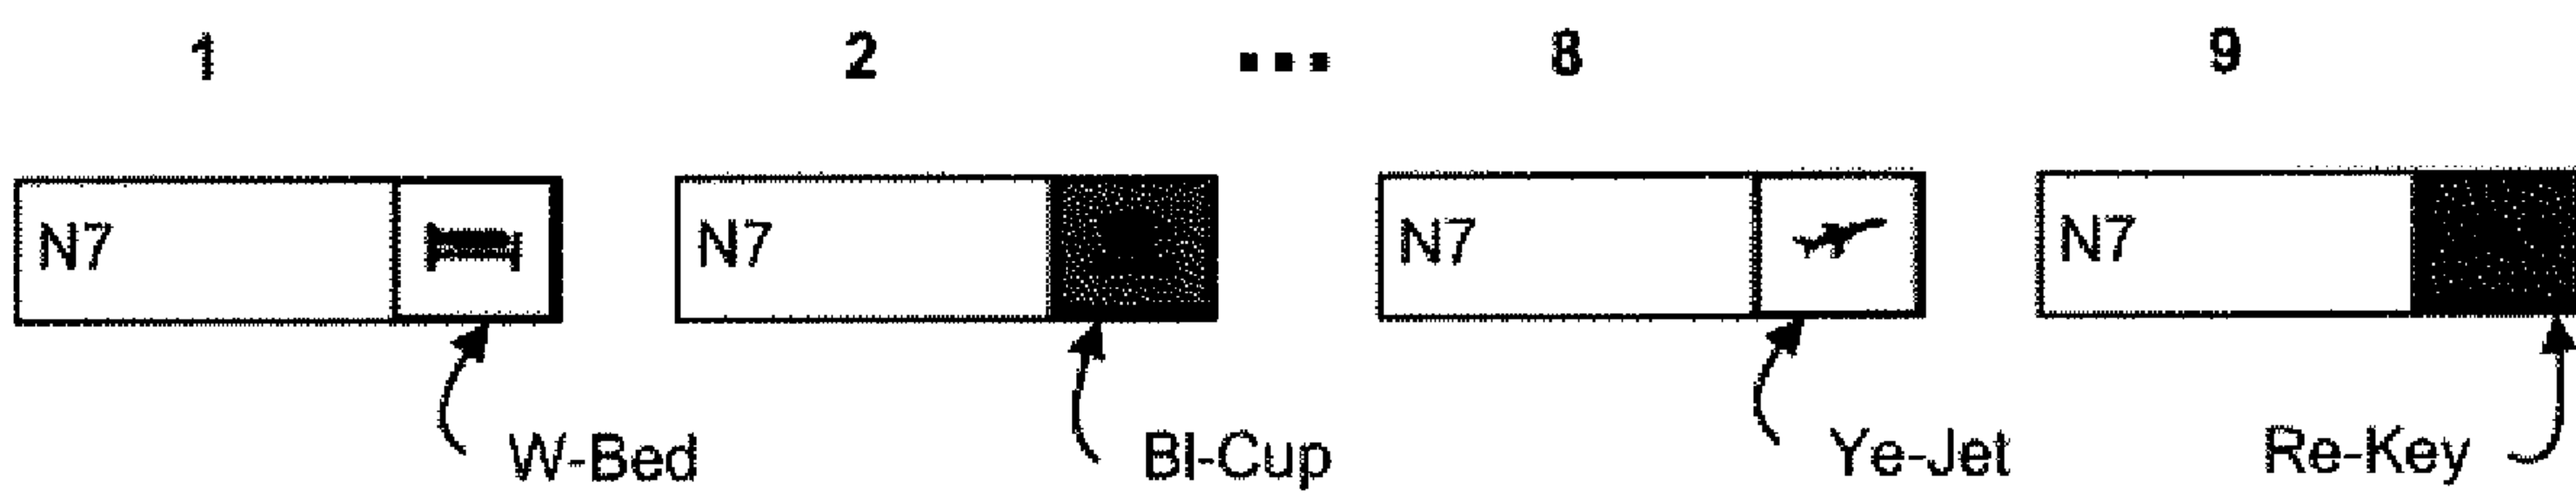 1 2 ... 8 9
N7 N7 N7 N7
W-Bed Bl-Cup Ye-Jet Re-Key